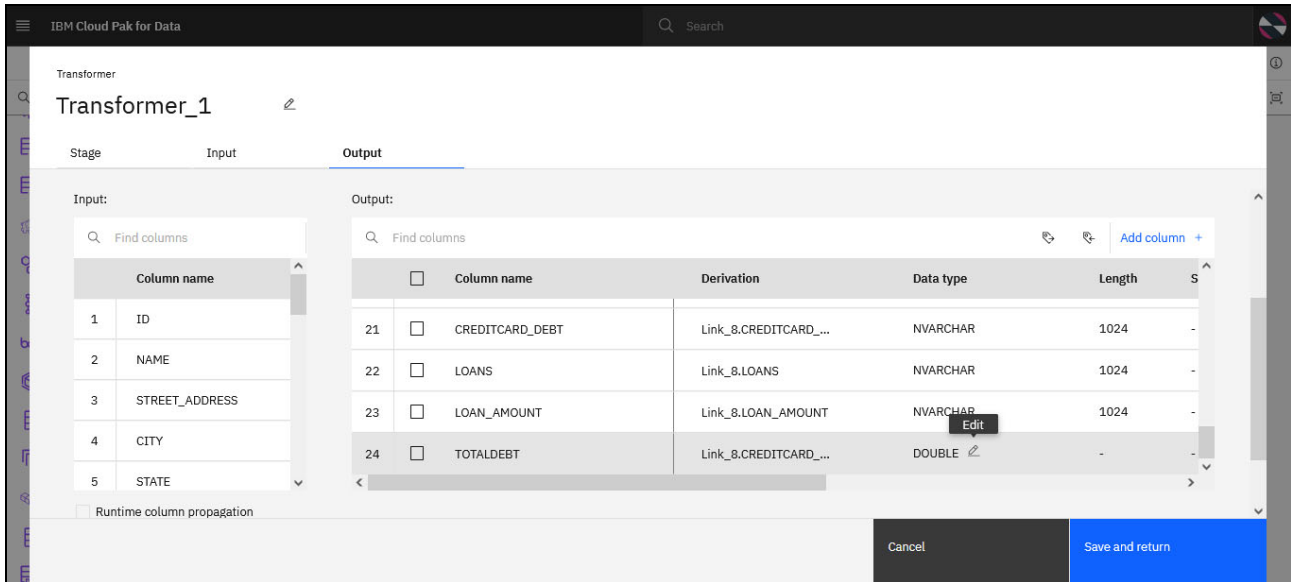 IBM Cloud Pak for Data
Search
Transformer
Transformer_1
Stage Input Output
Input:
Find columns
Column name
1 ID
2 NAME
3 STREET_ADDRESS
4 CITY
5 STATE
Runtime column propagation
Output:
Find columns
Add column +
Column name Derivation Data type Length S
21 CREDITCARD_DEBT Link_8.CREDITCARD_... NVARCHAR 1024 -
22 LOANS Link_8.LOANS NVARCHAR 1024 -
23 LOAN_AMOUNT Link_8.LOAN_AMOUNT NVARCHAR 1024 -
Edit
24 TOTALDEBT Link_8.CREDITCARD_... DOUBLE - -
Cancel
Save and return